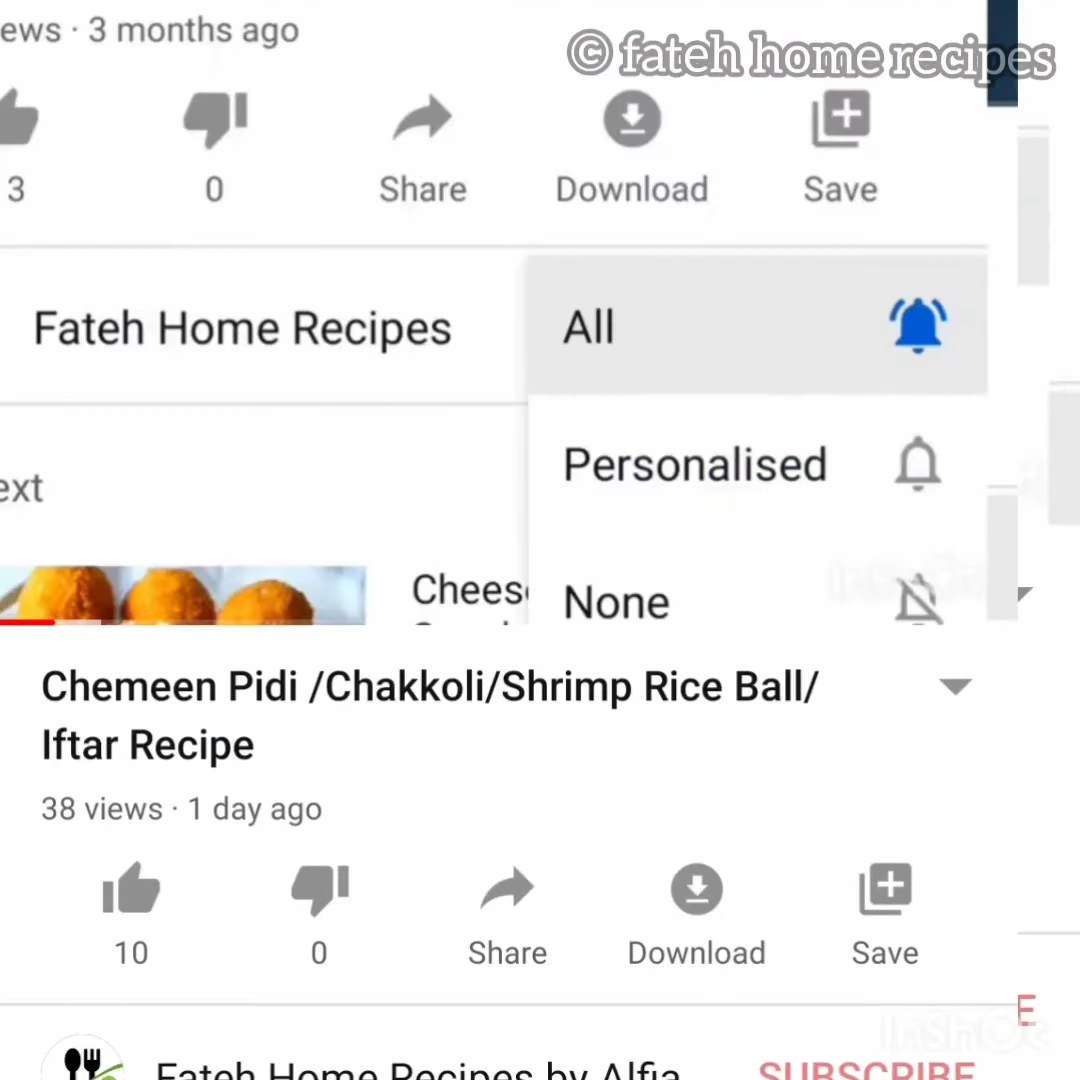 ews · 3 months ago
© fateh home recipes
3
0
Share
Download
Save
Fateh Home Recipes
All
Personalised
ext
Chees
None
Chemeen Pidi /Chakkoli/Shrimp Rice Ball/
Iftar Recipe
38 views · 1 day ago
10
0
Share
Download
Save
E
InShOt
Fateh Home Recipes by Alfia
SUBSCRIBE